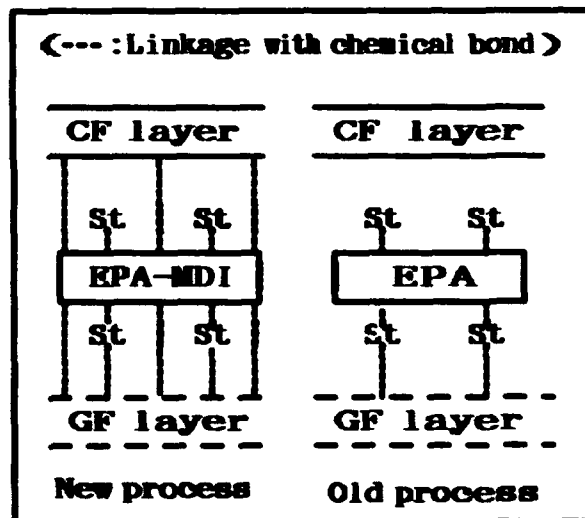 <--- :Linkage with chemical bond>
CF layer CF layer
St St St St
EPA-MDI EPA
St St St St
GF layer GF layer
New process Old process